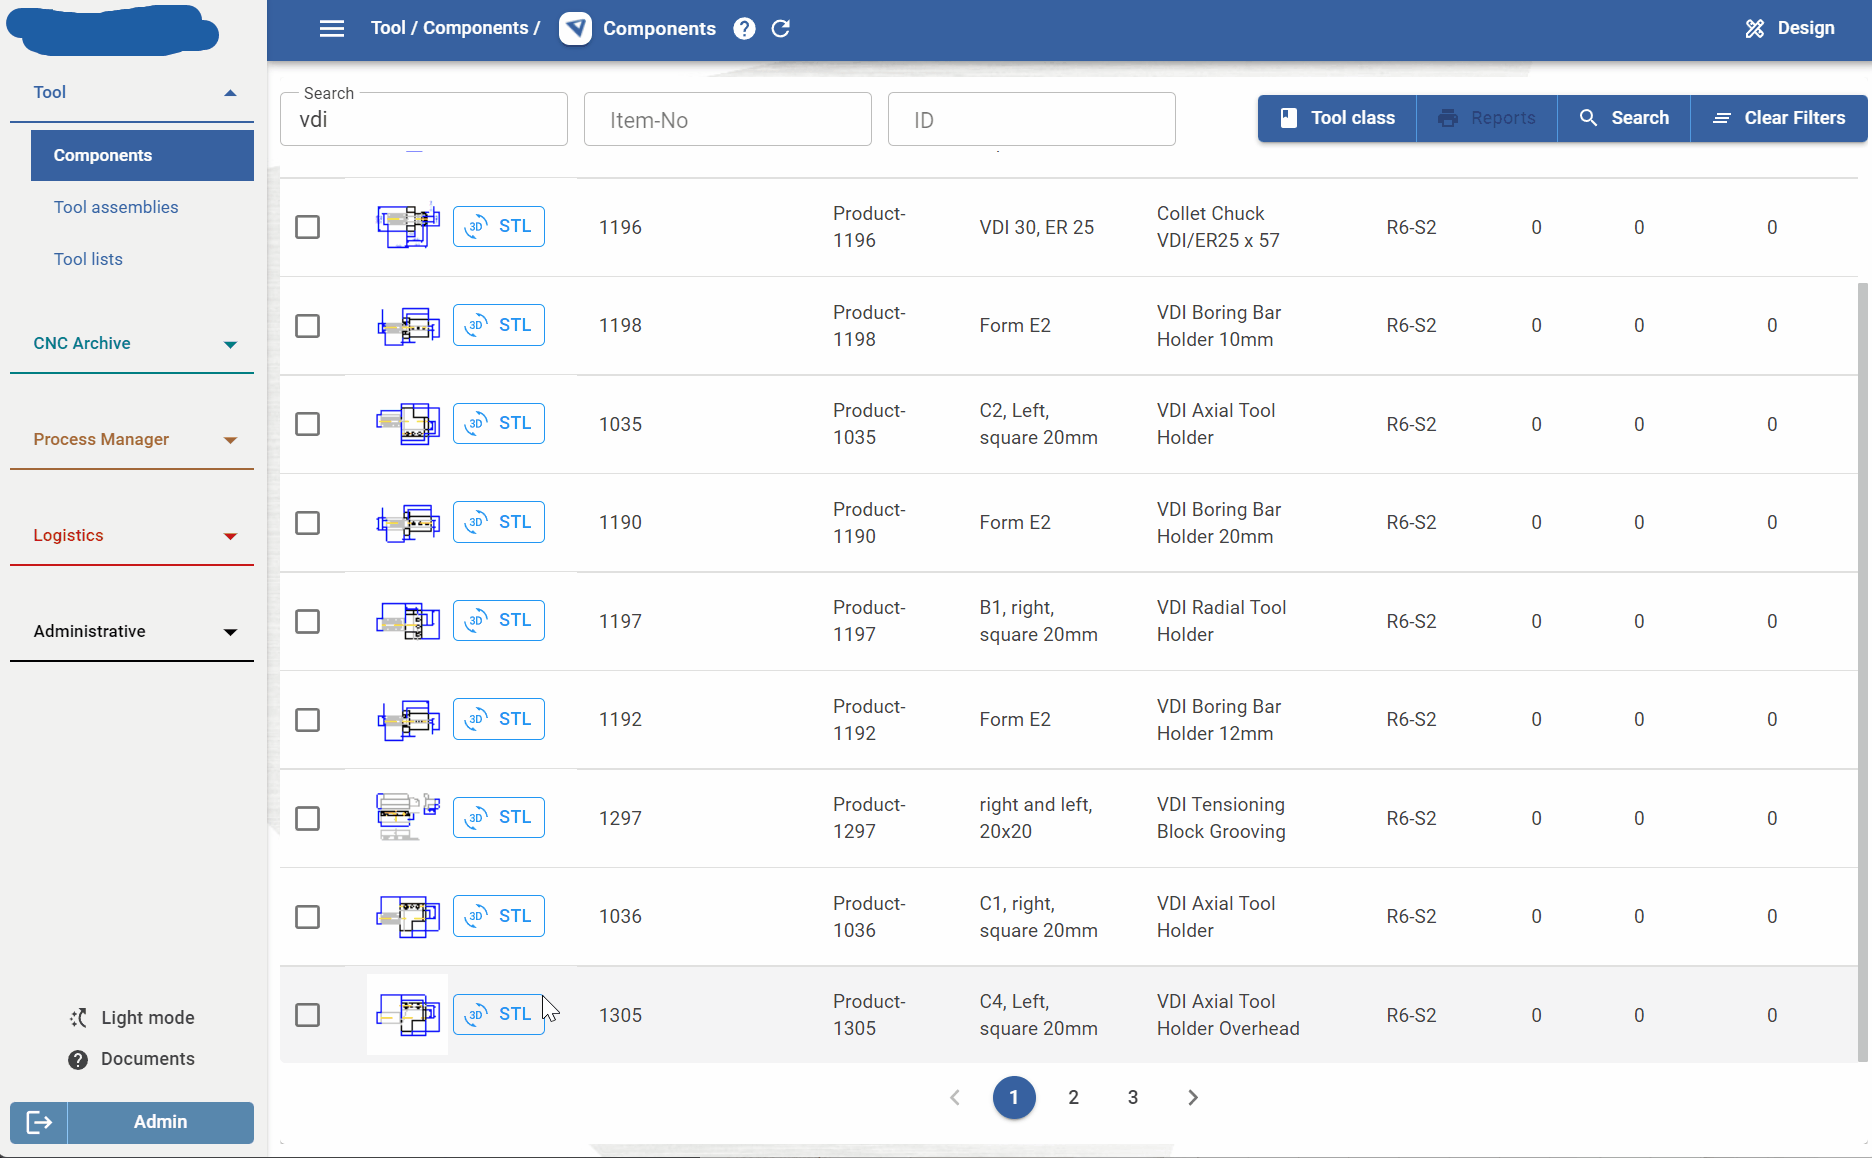 Tool / Components /
Components
Design
Tool
Components
Tool assemblies
Tool lists
CNC Archive
Process Manager
Logistics
Administrative
Light mode
Documents
Admin
Search
vdi
Item-No
ID
Tool class
Reports
Search
Clear Filters
3D STL
1196
Product-
1196
VDI 30, ER 25
Collet Chuck
VDI/ER25 x 57
R6-S2
0
0
0
3D STL
1198
Product-
1198
Form E2
VDI Boring Bar
Holder 10mm
R6-S2
0
0
0
3D STL
1035
Product-
1035
C2, Left,
square 20mm
VDI Axial Tool
Holder
R6-S2
0
0
0
3D STL
1190
Product-
1190
Form E2
VDI Boring Bar
Holder 20mm
R6-S2
0
0
0
3D STL
1197
Product-
1197
B1, right,
square 20mm
VDI Radial Tool
Holder
R6-S2
0
0
0
3D STL
1192
Product-
1192
Form E2
VDI Boring Bar
Holder 12mm
R6-S2
0
0
0
3D STL
1297
Product-
1297
right and left,
20x20
VDI Tensioning
Block Grooving
R6-S2
0
0
0
3D STL
1036
Product-
1036
C1, right,
square 20mm
VDI Axial Tool
Holder
R6-S2
0
0
0
3D STL
1305
Product-
1305
C4, Left,
square 20mm
VDI Axial Tool
Holder Overhead
R6-S2
0
0
0
1
2
3